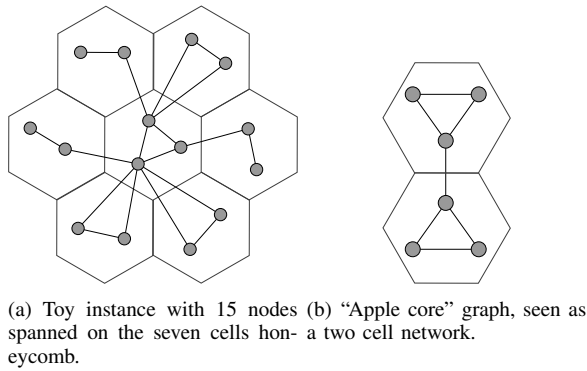 (a) Toy instance with 15 nodes
spanned on the seven cells hon-
eycomb.
(b) “Apple core” graph, seen as
a two cell network.